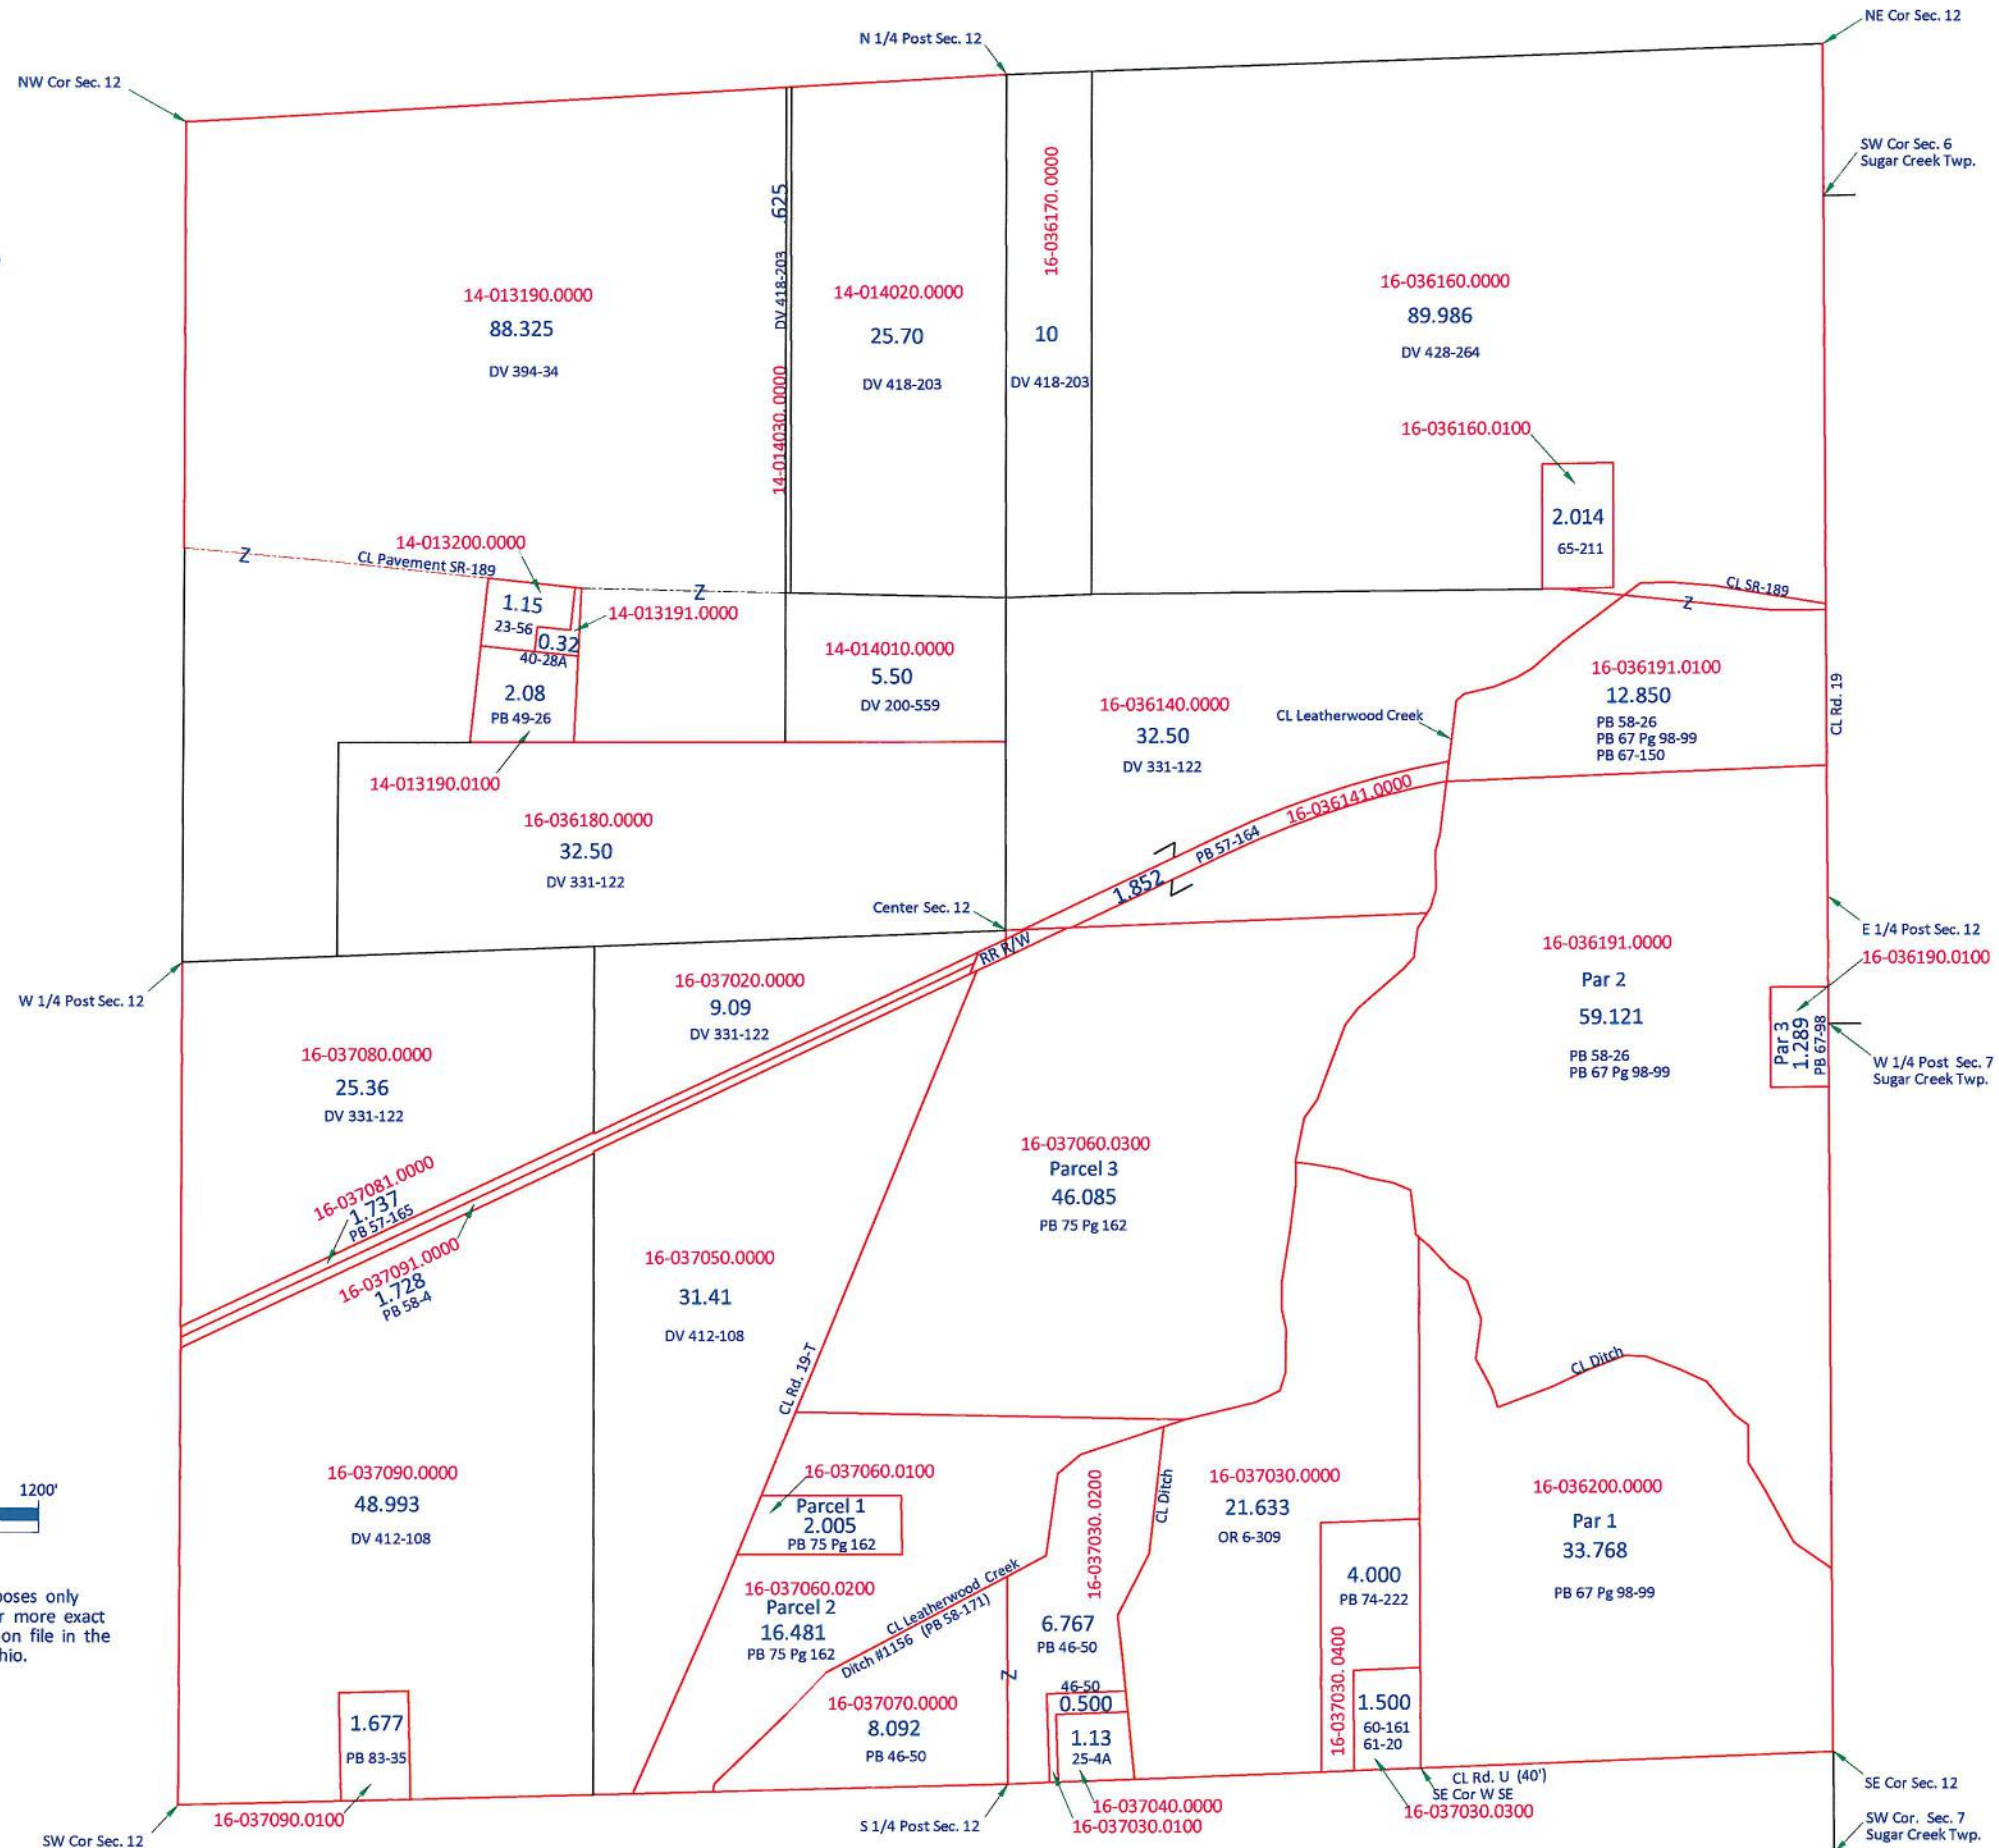 NE Cor Sec. 12
N 1/4 Post Sec. 12
NW Cor Sec. 12
SW Cor Sec. 6
Sugar Creek Twp.
14-013190.0000
88.325
DV 394-34
.625
DV 418-203
14-014030.0000
14-014020.0000
25.70
DV 418-203
16-036170.0000
10
DV 418-203
16-036160.0000
89.986
DV 428-264
16-036160.0100
2.014
65-211
Z
CL Pavement SR-189
Z
14-013200.0000
1.15
23-56
0.32
40-28A
14-013191.0000
2.08
PB 49-26
14-013190.0100
14-014010.0000
5.50
DV 200-559
CL SR-189
Z
16-036191.0100
12.850
PB 58-26
PB 67 Pg 98-99
PB 67-150
CL Rd. 19
16-036140.0000
32.50
DV 331-122
CL Leatherwood Creek
16-036180.0000
32.50
DV 331-122
16-036141.0000
PB 57-164
1.852
Z
Center Sec. 12
RR R/W
E 1/4 Post Sec. 12
16-036190.0100
Par 3
1.289
PB 67-98
W 1/4 Post Sec. 7
Sugar Creek Twp.
16-036191.0000
Par 2
59.121
PB 58-26
PB 67 Pg 98-99
W 1/4 Post Sec. 12
16-037020.0000
9.09
DV 331-122
16-037080.0000
25.36
DV 331-122
16-037081.0000
1.737
PB 57-165
16-037091.0000
1.728
PB 58-4
16-037060.0300
Parcel 3
46.085
PB 75 Pg 162
16-037050.0000
31.41
DV 412-108
CL Rd. 19-T
CL Ditch
16-037090.0000
48.993
DV 412-108
1200'
16-037060.0100
Parcel 1
2.005
PB 75 Pg 162
16-037060.0200
Parcel 2
16.481
PB 75 Pg 162
CL Leatherwood Creek
Ditch #1156 (PB 58-171)
16-037030.0200
CL Ditch
6.767
PB 46-50
Z
16-037030.0000
21.633
OR 6-309
16-036200.0000
Par 1
33.768
PB 67 Pg 98-99
4.000
PB 74-222
16-037030.0400
1.500
60-161
61-20
poses only
r more exact
on file in the
hio.
1.677
PB 83-35
16-037090.0100
16-037070.0000
8.092
PB 46-50
46-50
0.500
1.13
25-4A
16-037040.0000
16-037030.0100
CL Rd. U (40')
SE Cor W SE
16-037030.0300
S 1/4 Post Sec. 12
SW Cor Sec. 12
SE Cor Sec. 12
SW Cor. Sec. 7
Sugar Creek Twp.